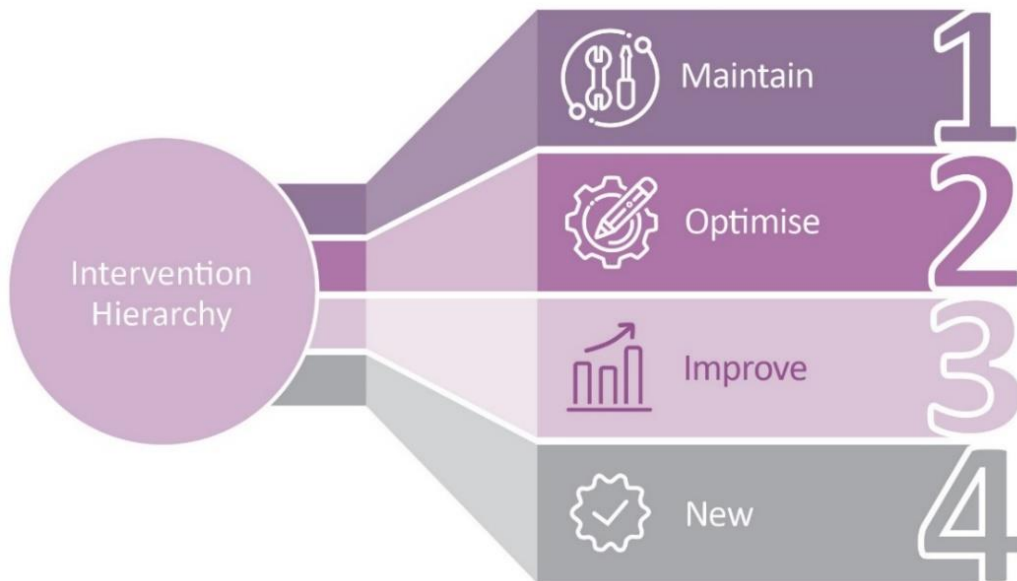 Intervention
Hierarchy
Maintain
1
Optimise
2
Improve
3
New
4